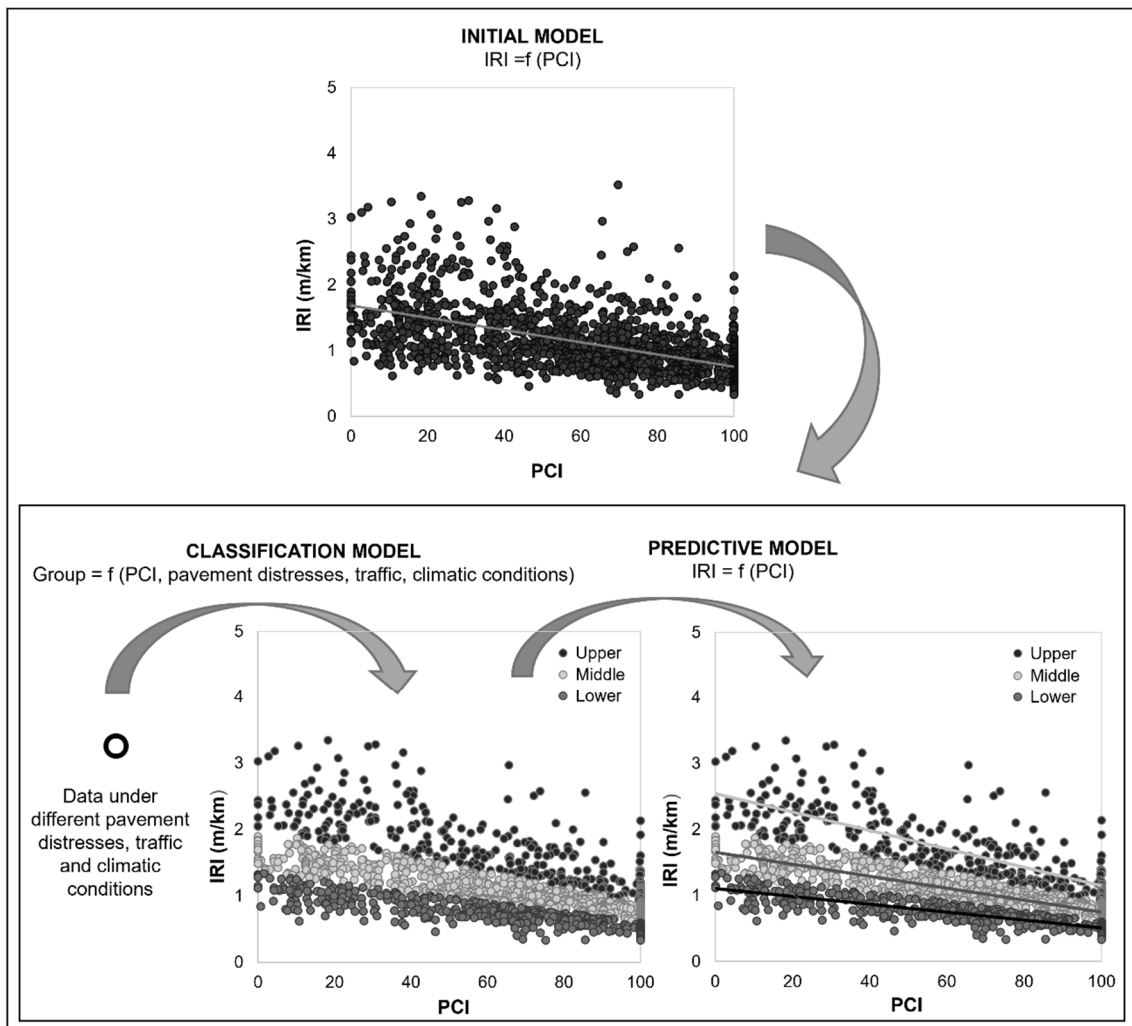 INITIAL MODEL
IRI =f (PCI)
5
4
3
2
1
0
IRI (m/km)
0 20 40 60 80 100
PCI
CLASSIFICATION MODEL
Group = f (PCI, pavement distresses, traffic, climatic conditions)
PREDICTIVE MODEL
IRI = f (PCI)
Data under
different pavement
distresses, traffic
and climatic
conditions
5
4
3
2
1
0
IRI (m/km)
Upper
Middle
Lower
0 20 40 60 80 100
PCI
5
4
3
2
1
0
IRI (m/km)
Upper
Middle
Lower
0 20 40 60 80 100
PCI